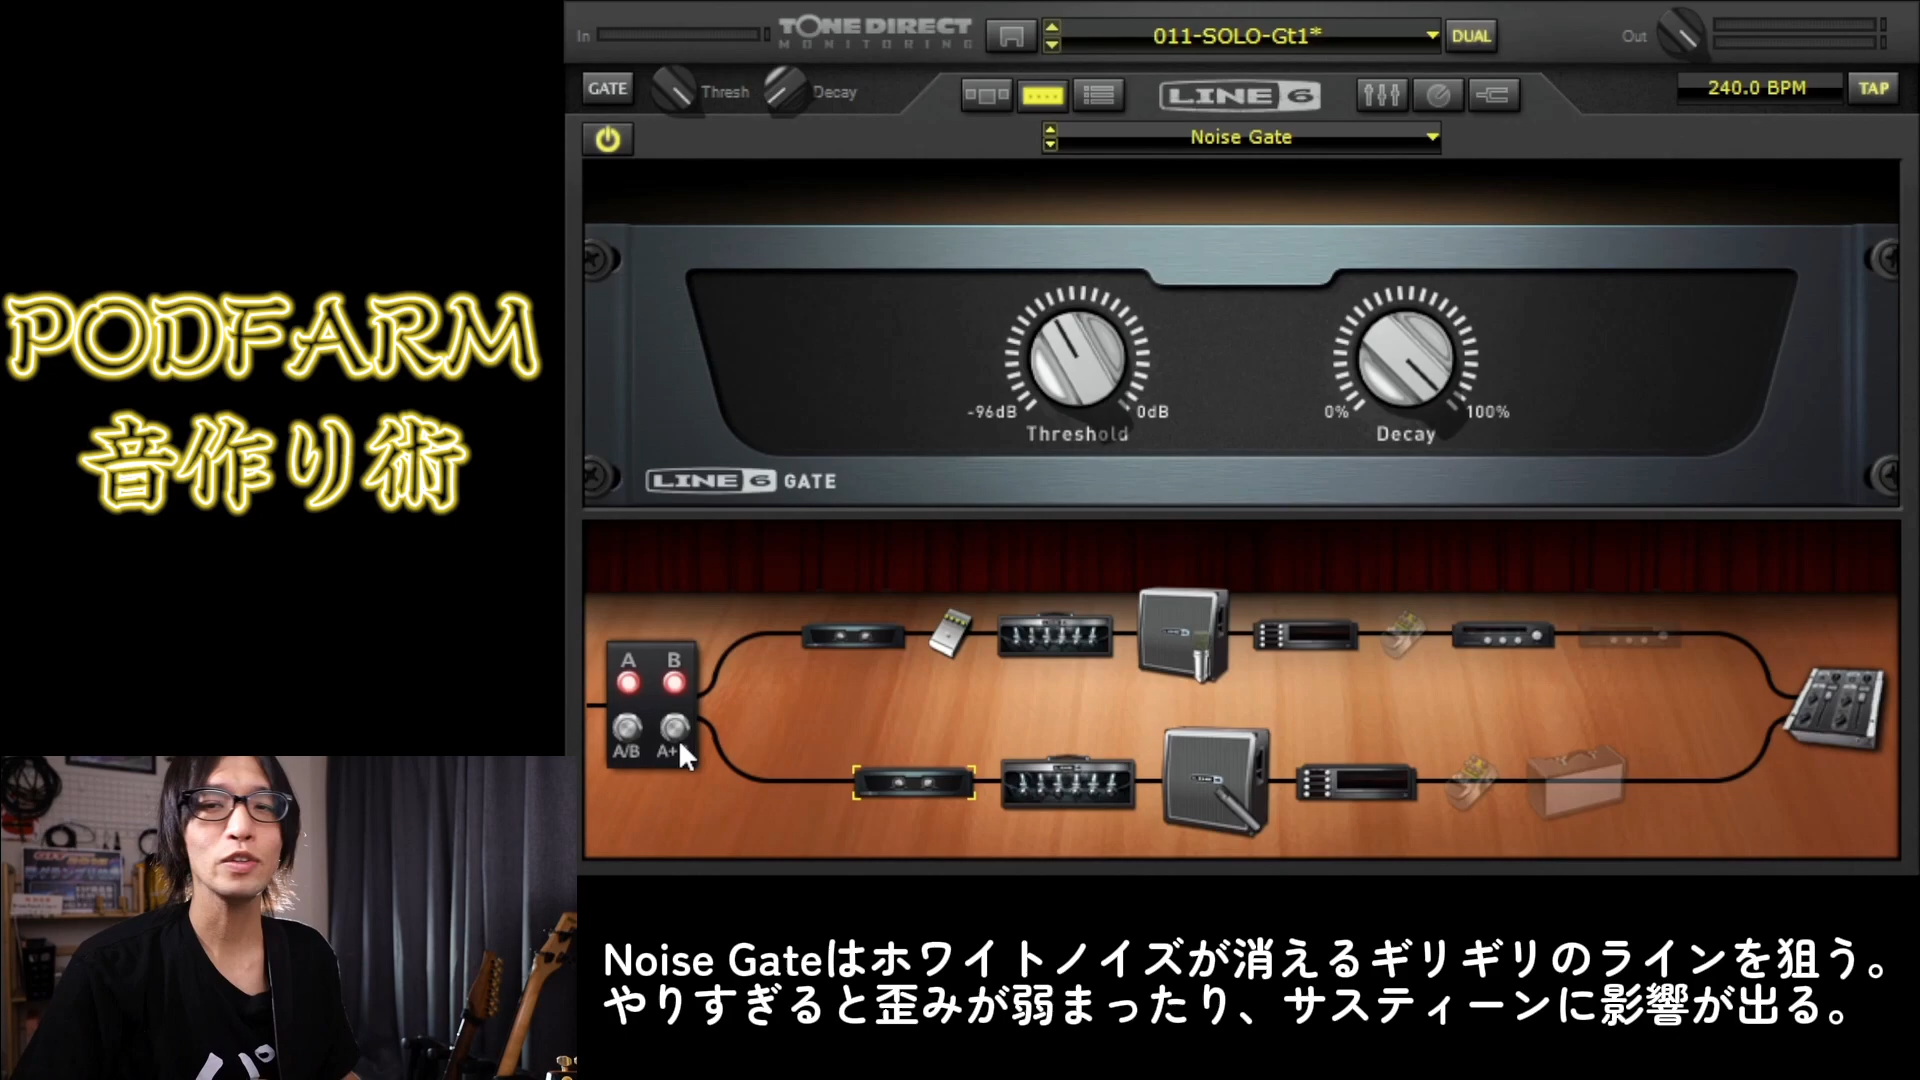 In
TONE DIRECT
MONITORING
011-SOLO-Gt1*
DUAL
Out
GATE
Thresh
Decay
LINE 6
240.0 BPM
TAP
Noise Gate
-96dB
0dB
Threshold
0%
100%
Decay
LINE 6 GATE
PODFARM
音作り術
A B
A/B A+
Noise Gateはホワイトノイズが消えるギリギリのラインを狙う。
やりすぎると歪みが弱まったり、サスティーンに影響が出る。